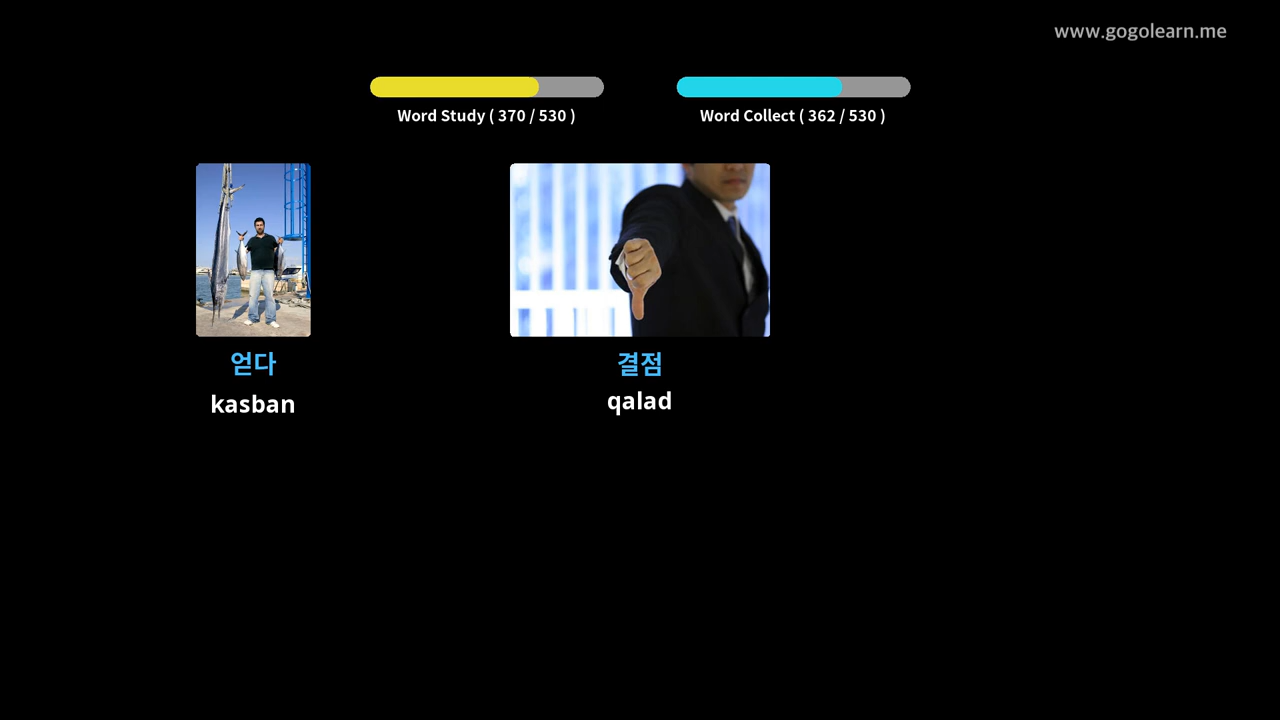 www.gogolearn.me
Word Study ( 370 / 530 )
Word Collect ( 362 / 530 )
얻다
kasban
결점
qalad